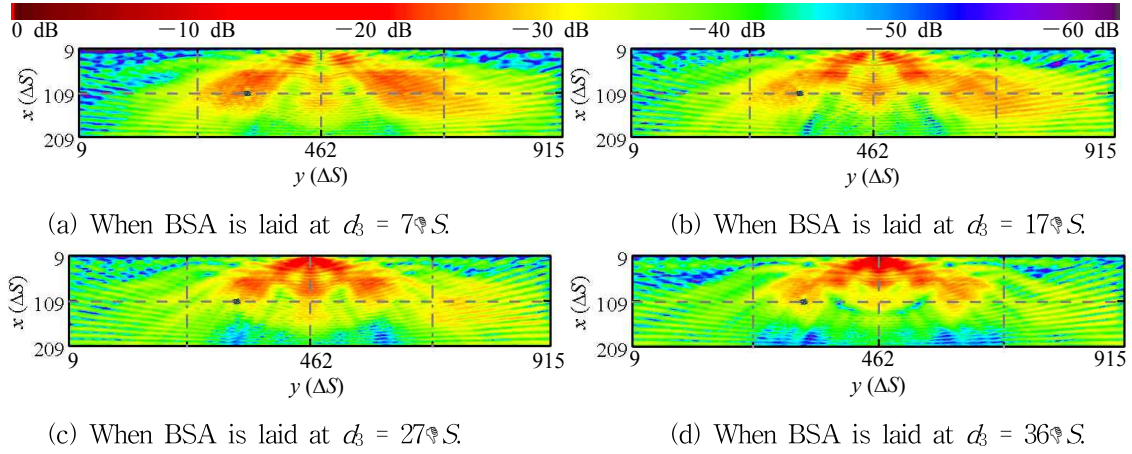 0 dB −10 dB −20 dB −30 dB −40 dB −50 dB −60 dB
9
109
209
x (ΔS)
9 462 915
y (ΔS)
9
109
209
x (ΔS)
9 462 915
y (ΔS)
(a) When BSA is laid at d₃ = 7☟S.
(b) When BSA is laid at d₃ = 17☟S.
9
109
209
x (ΔS)
9 462 915
y (ΔS)
9
109
209
x (ΔS)
9 462 915
y (ΔS)
(c) When BSA is laid at d₃ = 27☟S.
(d) When BSA is laid at d₃ = 36☟S.